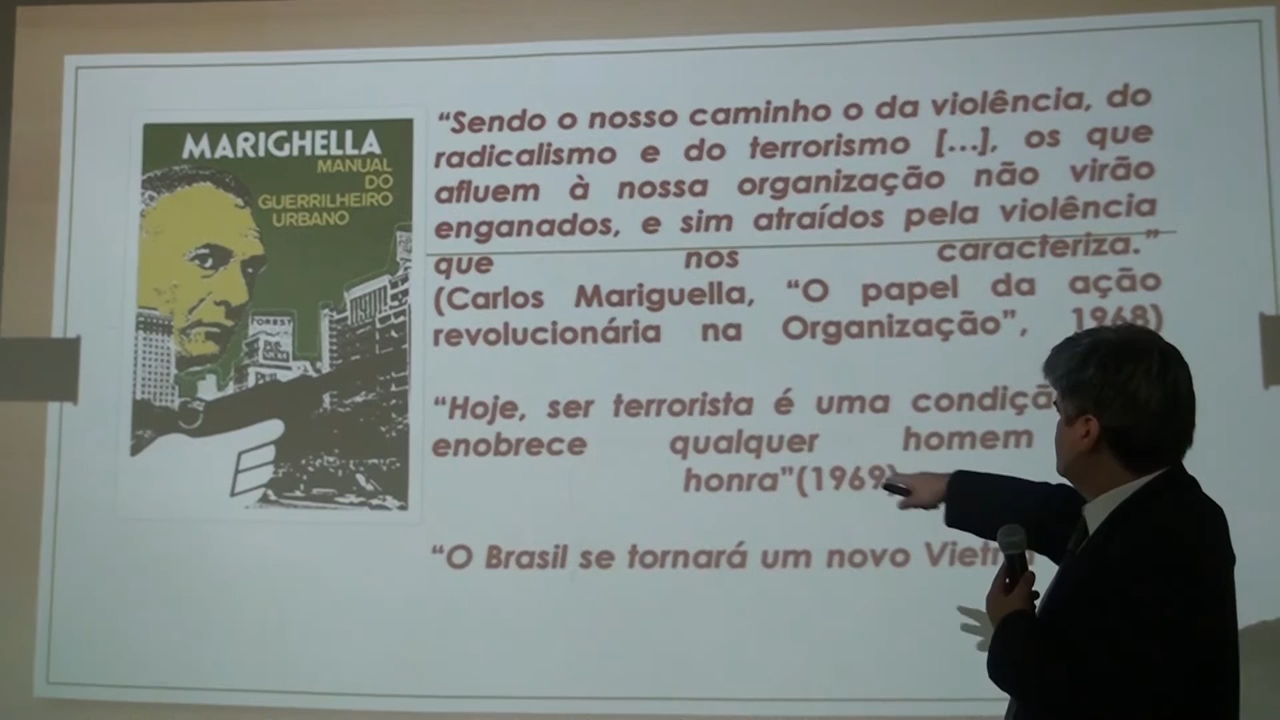 MARIGHELLA
MANUAL
DO
GUERRILHEIRO
URBANO
FOREST
“Sendo o nosso caminho o da violência, do
radicalismo e do terrorismo [...], os que
afluem à nossa organização não virão
enganados, e sim atraídos pela violência
que nos caracteriza.”
(Carlos Mariguella, “O papel da ação
revolucionária na Organização”, 1968)
“Hoje, ser terrorista é uma
enobrece qualquer homem
honra”(1969)
“O Brasil se tornará um novo